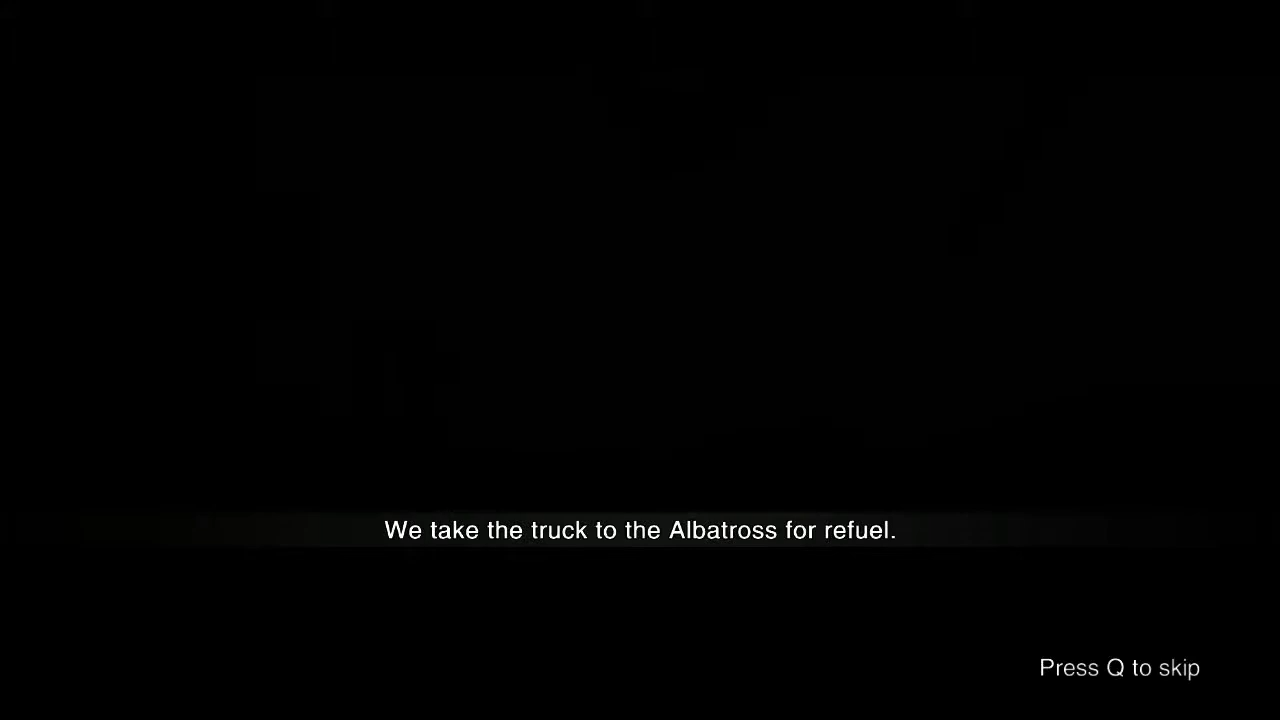 We take the truck to the Albatross for refuel.
Press Q to skip